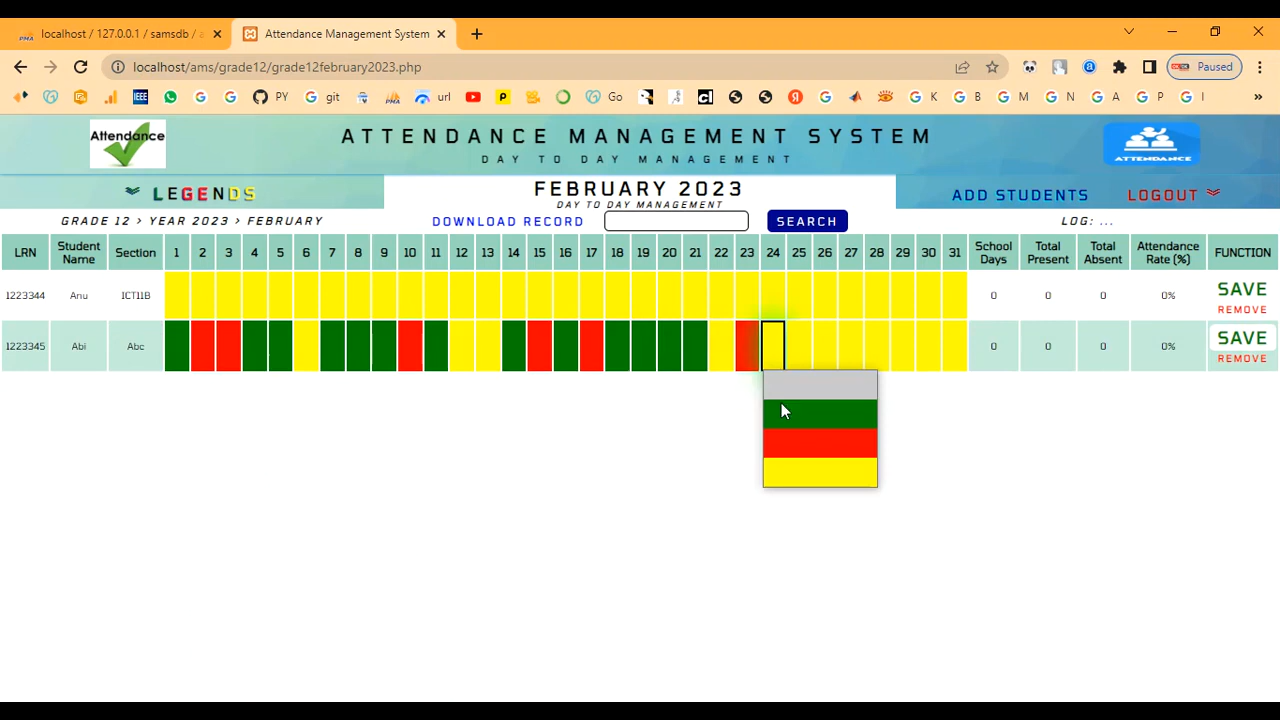 localhost / 127.0.0.1 / samsdb / a
Attendance Management System
localhost/ams/grade12/grade12february2023.php
Paused
IEEE
PY
git
PMA
url
Go
K
B
M
N
A
P
I
Attendance
ATTENDANCE MANAGEMENT SYSTEM
DAY TO DAY MANAGEMENT
ATTENDANCE
LEGENDS
FEBRUARY 2023
DAY TO DAY MANAGEMENT
ADD STUDENTS
LOGOUT
GRADE 12 > YEAR 2023 > FEBRUARY
DOWNLOAD RECORD
SEARCH
LOG: ...
LRN Student Name Section 1 2 3 4 5 6 7 8 9 10 11 12 13 14 15 16 17 18 19 20 21 22 23 24 25 26 27 28 29 30 31 School Days Total Present Total Absent Attendance Rate (%) FUNCTION
1223344 Anu ICT11B 0 0 0 0% SAVE
REMOVE
1223345 Abi Abc 0 0 0 0% SAVE
REMOVE